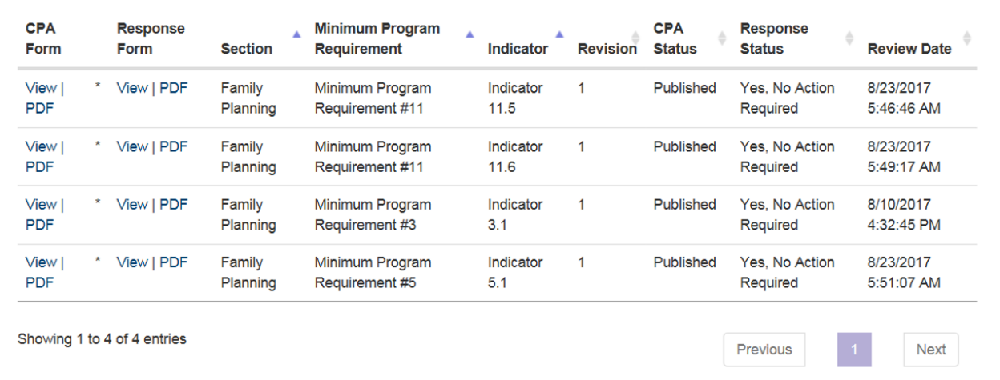 CPA Form Response Form Section Minimum Program Requirement Indicator Revision CPA Status Response Status Review Date
View | * View | PDF Family Minimum Program Indicator 1 Published Yes, No Action 8/23/2017
PDF Planning Requirement #11 11.5 Required 5:46:46 AM
View | * View | PDF Family Minimum Program Indicator 1 Published Yes, No Action 8/23/2017
PDF Planning Requirement #11 11.6 Required 5:49:17 AM
View | * View | PDF Family Minimum Program Indicator 1 Published Yes, No Action 8/10/2017
PDF Planning Requirement #3 3.1 Required 4:32:45 PM
View | * View | PDF Family Minimum Program Indicator 1 Published Yes, No Action 8/23/2017
PDF Planning Requirement #5 5.1 Required 5:51:07 AM
Showing 1 to 4 of 4 entries Previous 1 Next